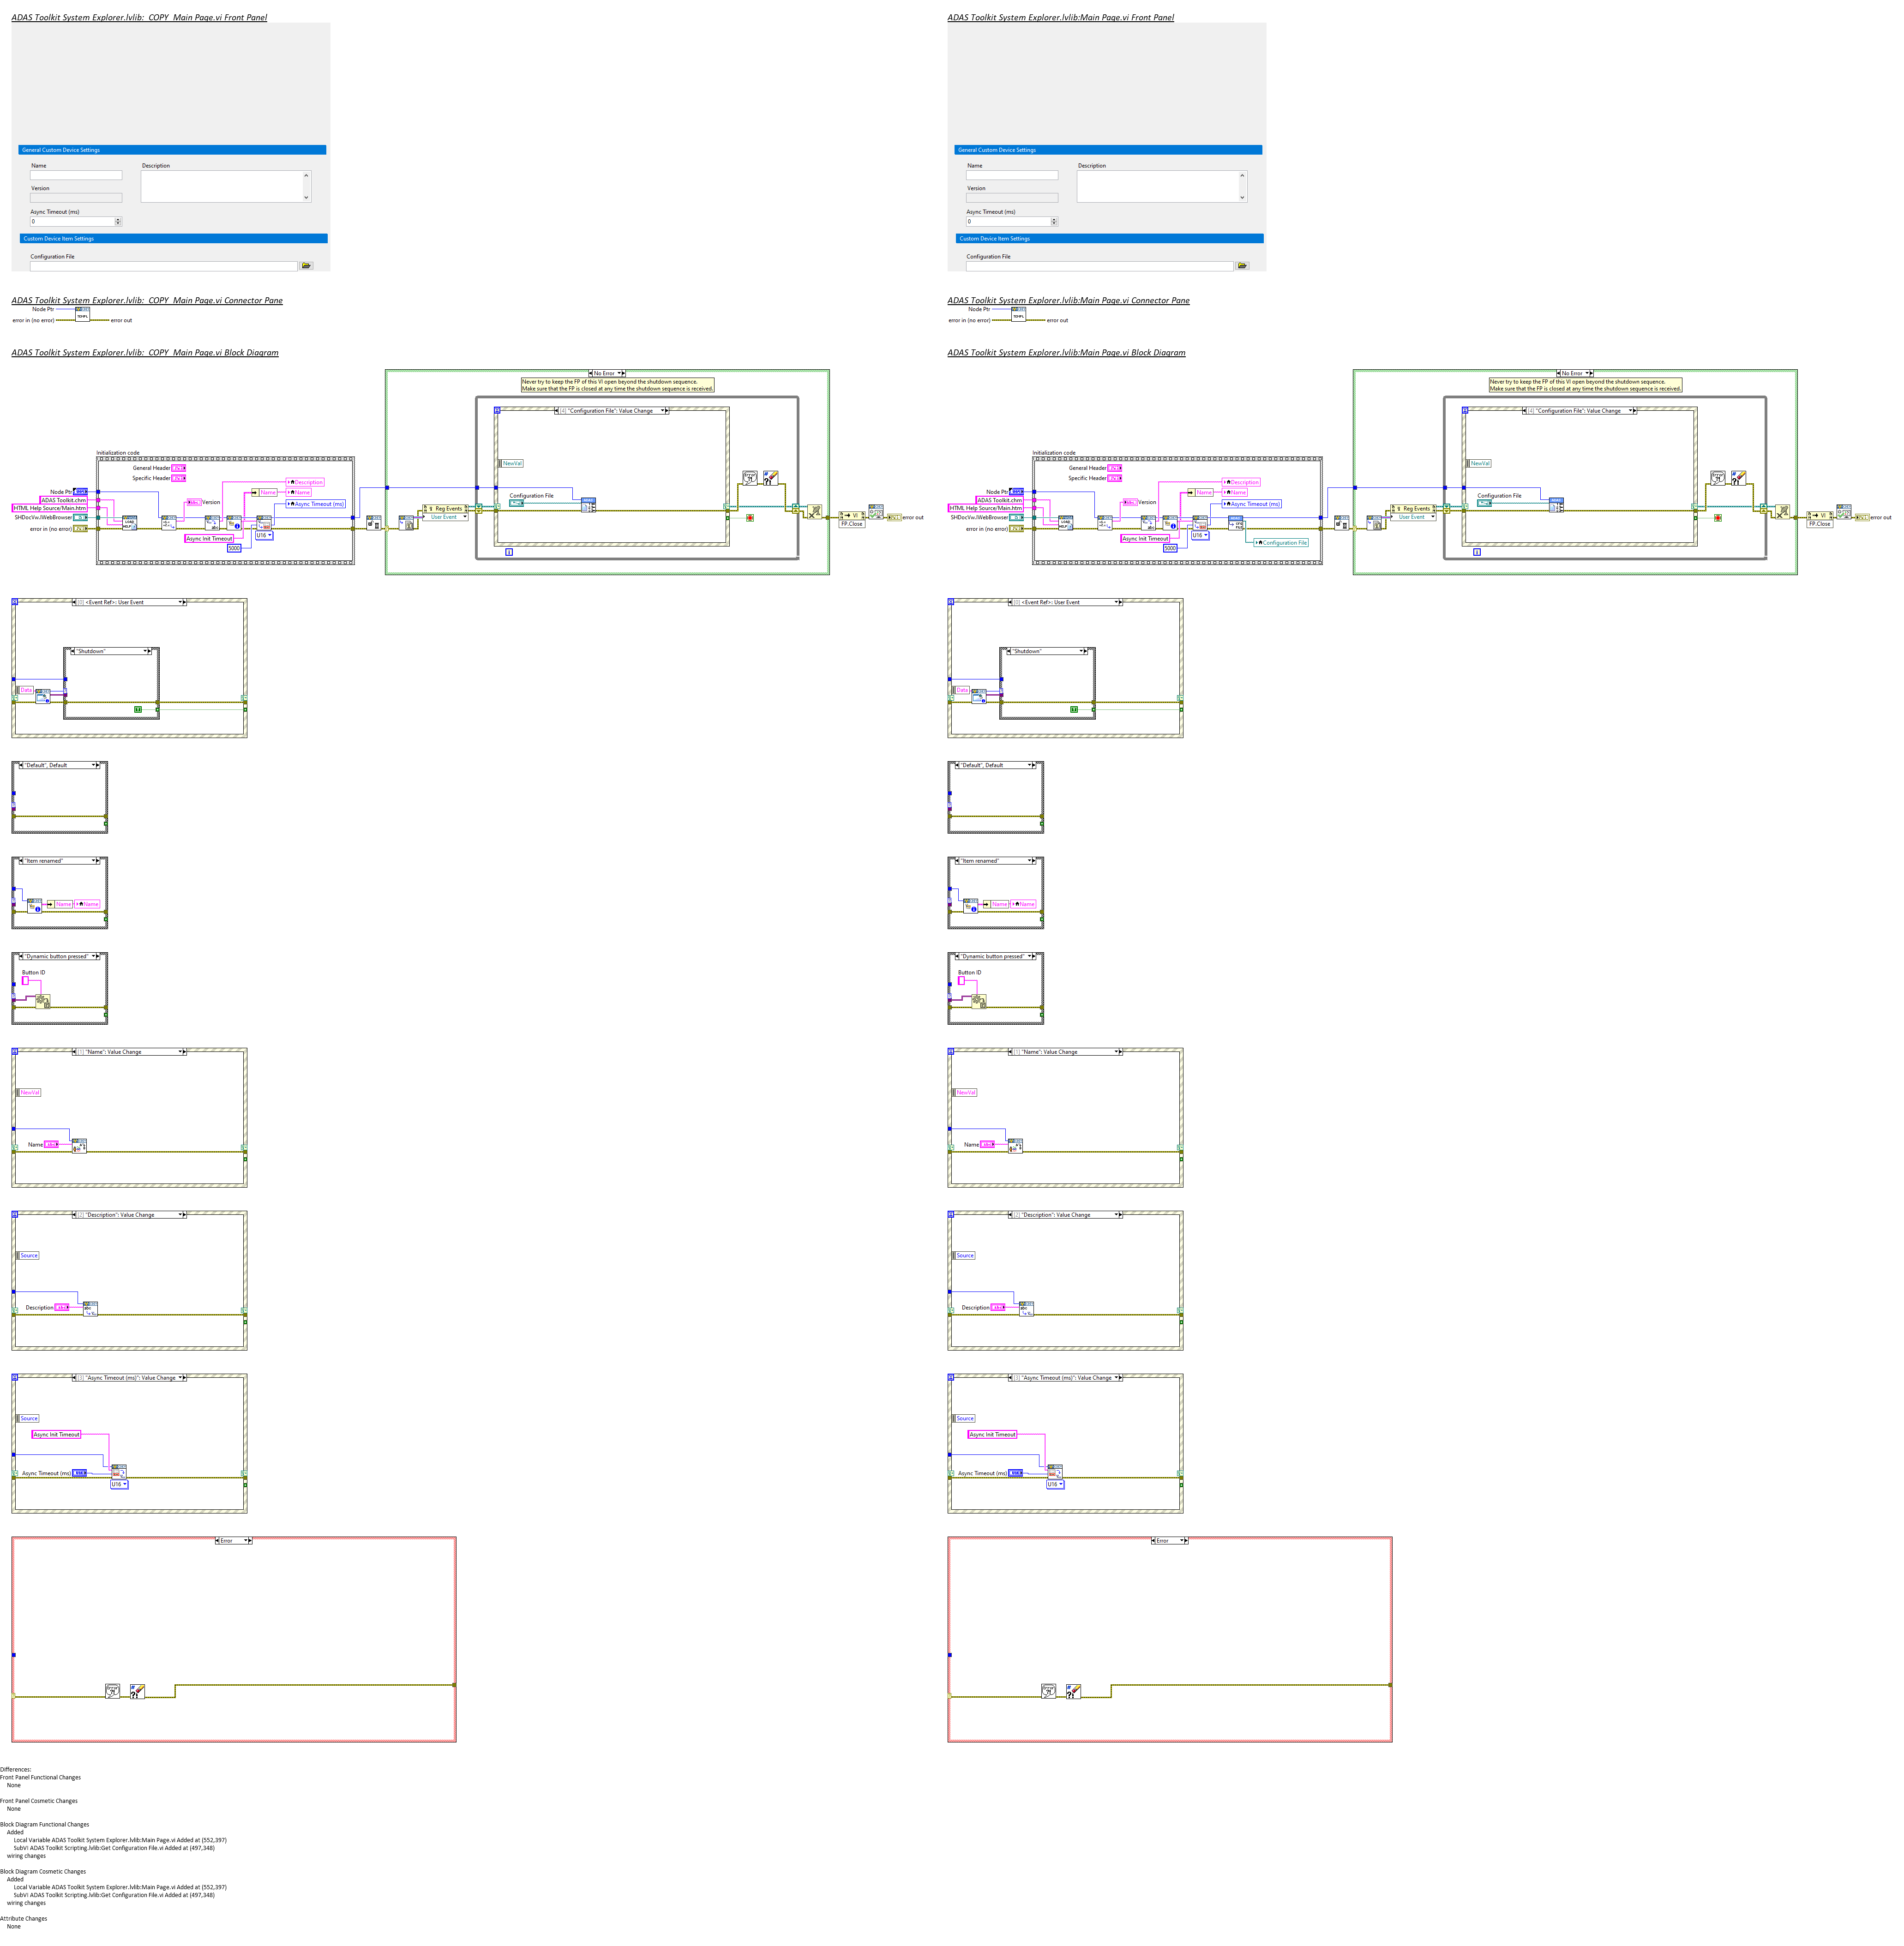 ADAS Toolkit System Explorer.lvlib:_COPY_Main Page.vi Front Panel
General Custom Device Settings
Name
Description
Version
Async Timeout (ms)
0
Custom Device Item Settings
Configuration File
ADAS Toolkit System Explorer.lvlib:_COPY_Main Page.vi Connector Pane
Node Ptr
error in (no error)
error out
ADAS Toolkit System Explorer.lvlib:_COPY_Main Page.vi Block Diagram
No Error
Never try to keep the FP of this VI open beyond the shutdown sequence.
Make sure that the FP is closed at any time the shutdown sequence is received.
[4] "Configuration File": Value Change
Initialization code
NewVal
General Header
Specific Header
Description
Node Ptr
Name
Name
ADAS Toolkit.chm
Version
Configuration File
Async Timeout (ms)
HTML Help Source/Main.htm
Reg Events
SHDocVw.IWebBrowser
User Event
error in (no error)
VI
error out
FP.Close
Async Init Timeout
U16
5000
[0] <Event Ref>: User Event
"Shutdown"
Data
"Default", Default
"Item renamed"
Name
Name
"Dynamic button pressed"
Button ID
[1] "Name": Value Change
NewVal
Name
[2] "Description": Value Change
Source
Description
[3] "Async Timeout (ms)": Value Change
Source
Async Init Timeout
Async Timeout (ms)
U16
Error
Differences:
Front Panel Functional Changes
None
Front Panel Cosmetic Changes
None
Block Diagram Functional Changes
Added
Local Variable ADAS Toolkit System Explorer.lvlib:Main Page.vi Added at (552,397)
SubVI ADAS Toolkit Scripting.lvlib:Get Configuration File.vi Added at (497,348)
wiring changes
Block Diagram Cosmetic Changes
Added
Local Variable ADAS Toolkit System Explorer.lvlib:Main Page.vi Added at (552,397)
SubVI ADAS Toolkit Scripting.lvlib:Get Configuration File.vi Added at (497,348)
wiring changes
Attribute Changes
None
ADAS Toolkit System Explorer.lvlib:Main Page.vi Front Panel
General Custom Device Settings
Name
Description
Version
Async Timeout (ms)
0
Custom Device Item Settings
Configuration File
ADAS Toolkit System Explorer.lvlib:Main Page.vi Connector Pane
Node Ptr
error in (no error)
error out
ADAS Toolkit System Explorer.lvlib:Main Page.vi Block Diagram
No Error
Never try to keep the FP of this VI open beyond the shutdown sequence.
Make sure that the FP is closed at any time the shutdown sequence is received.
[4] "Configuration File": Value Change
Initialization code
NewVal
General Header
Specific Header
Description
Node Ptr
Name
Name
ADAS Toolkit.chm
Version
Configuration File
Async Timeout (ms)
HTML Help Source/Main.htm
Reg Events
SHDocVw.IWebBrowser
User Event
error in (no error)
VI
error out
FP.Close
Async Init Timeout
U16
Configuration File
5000
[0] <Event Ref>: User Event
"Shutdown"
Data
"Default", Default
"Item renamed"
Name
Name
"Dynamic button pressed"
Button ID
[1] "Name": Value Change
NewVal
Name
[2] "Description": Value Change
Source
Description
[3] "Async Timeout (ms)": Value Change
Source
Async Init Timeout
Async Timeout (ms)
U16
Error